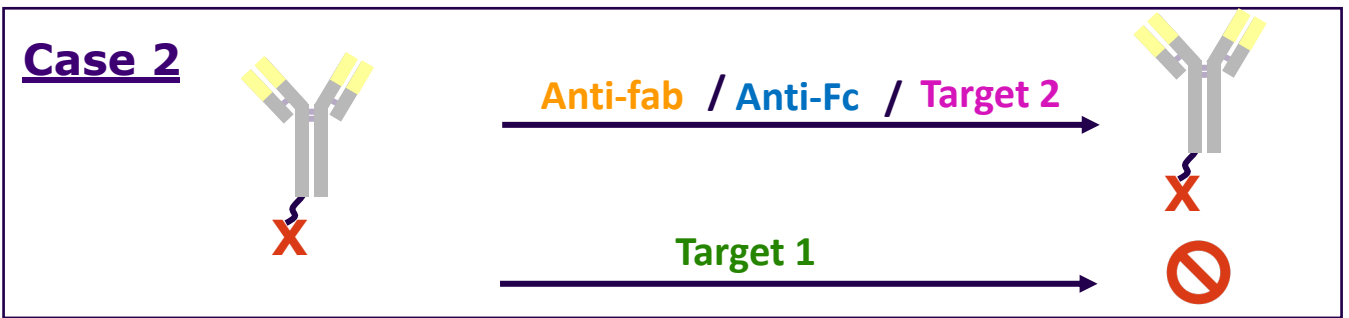 Case 2
Anti-fab / Anti-Fc / Target 2
X
X
Target 1